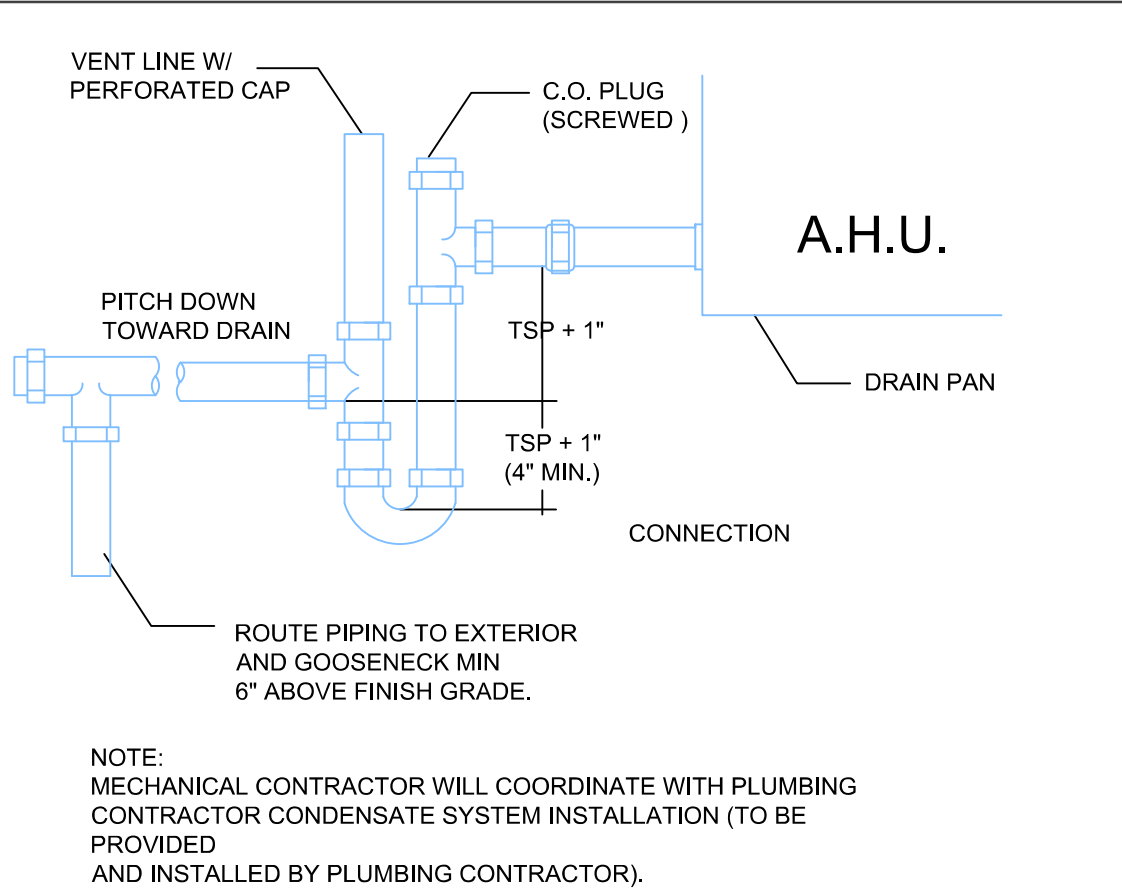 VENT LINE W/
PERFORATED CAP
C.O. PLUG
(SCREWED )
A.H.U.
PITCH DOWN
TOWARD DRAIN
TSP + 1"
DRAIN PAN
TSP + 1"
(4" MIN.)
CONNECTION
ROUTE PIPING TO EXTERIOR
AND GOOSENECK MIN
6" ABOVE FINISH GRADE.
NOTE:
MECHANICAL CONTRACTOR WILL COORDINATE WITH PLUMBING
CONTRACTOR CONDENSATE SYSTEM INSTALLATION (TO BE
PROVIDED
AND INSTALLED BY PLUMBING CONTRACTOR).